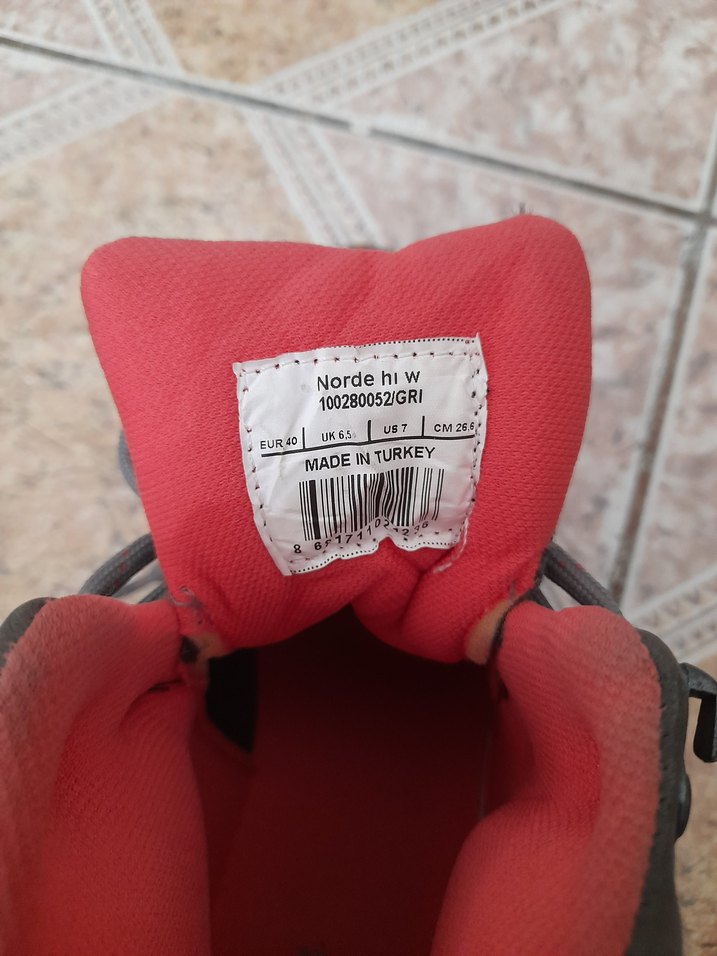 Norde hi w
100280052/GRI
EUR 40 UK 6,5 US 7 CM 26,6
MADE IN TURKEY